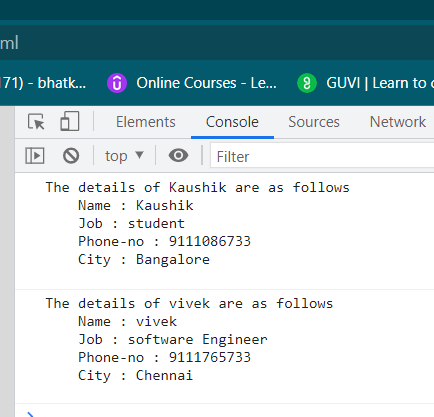 ml
171) - bhatk...
Online Courses - Le...
GUVI | Learn to
Elements Console Sources Network
top Filter
The details of Kaushik are as follows
Name : Kaushik
Job : student
Phone-no : 9111086733
City : Bangalore
The details of vivek are as follows
Name : vivek
Job : software Engineer
Phone-no : 9111765733
City : Chennai